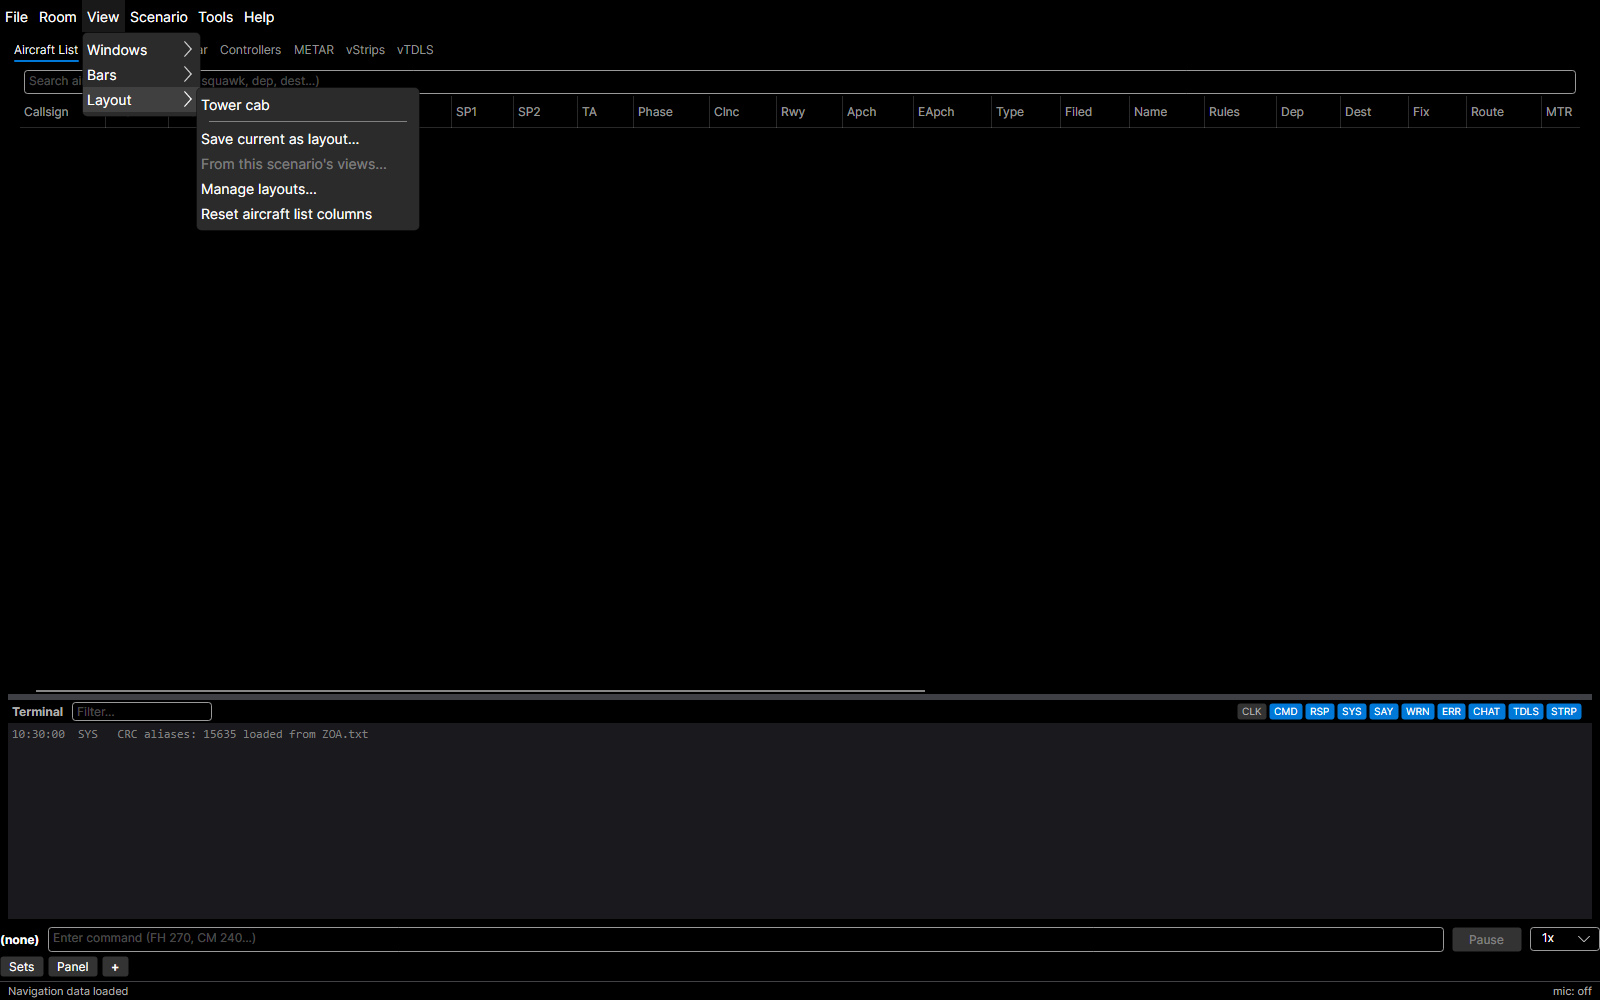 File Room View Scenario Tools Help
Aircraft List ar Controllers METAR vStrips vTDLS
Windows
Bars
Layout
Search ai squawk, dep, dest...)
Tower cab
Save current as layout...
From this scenario's views...
Manage layouts...
Reset aircraft list columns
Callsign SP1 SP2 TA Phase Clnc Rwy Apch EApch Type Filed Name Rules Dep Dest Fix Route MTR
Terminal Filter... CLK CMD RSP SYS SAY WRN ERR CHAT TDLS STRP
10:30:00 SYS CRC aliases: 15635 loaded from ZOA.txt
(none) Enter command (FH 270, CM 240...) Pause 1x
Sets Panel +
Navigation data loaded mic: off